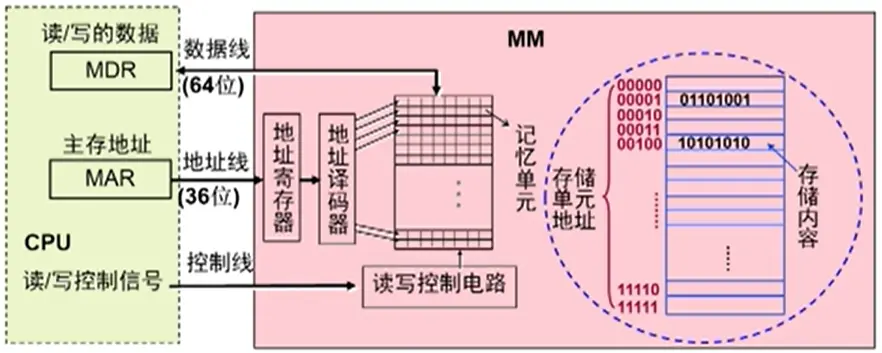 读/写的数据
MDR
数据线
(64位)
MM
主存地址
MAR
地址线
(36位)
地址寄存器
地址译码器
记忆单元
CPU
读/写控制信号
控制线
读写控制电路
存储单元地址
00000
00001
01101001
00010
00011
00100
10101010
......
11110
11111
......
存储内容